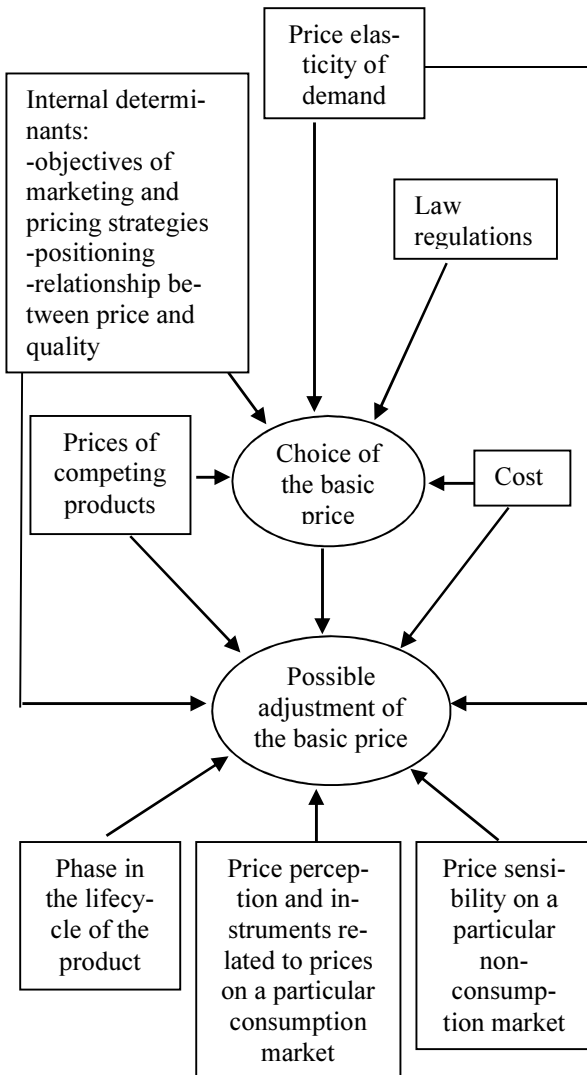 Price elas-
ticity of
demand
Internal determi-
nants:
-objectives of
marketing and
pricing strategies
-positioning
-relationship be-
tween price and
quality
Law
regulations
Prices of
competing
products
Choice of
the basic
price
Cost
Possible
adjustment of
the basic price
Phase in
the lifecy-
cle of the
product
Price percep-
tion and in-
struments re-
lated to prices
on a particular
consumption
market
Price sensi-
bility on a
particular
non-
consump-
tion market